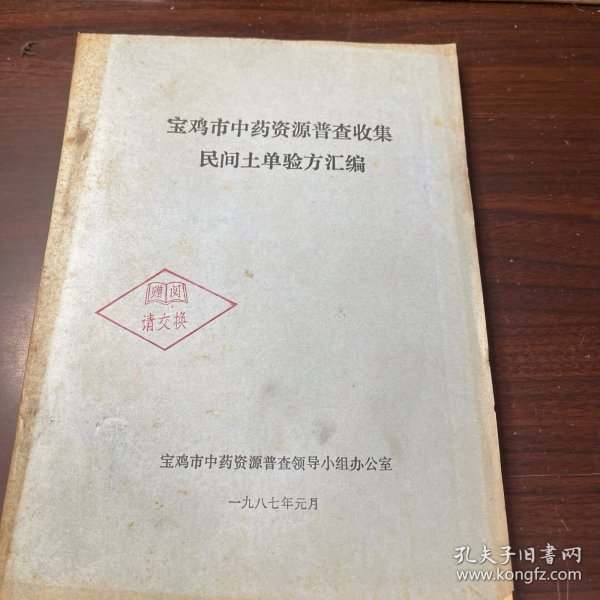 宝鸡市中药资源普查收集
民间土单验方汇编
赠阅
请交换
宝鸡市中药资源普查领导小组办公室
一九八七年元月
孔夫子旧书网
www.kongfz.com